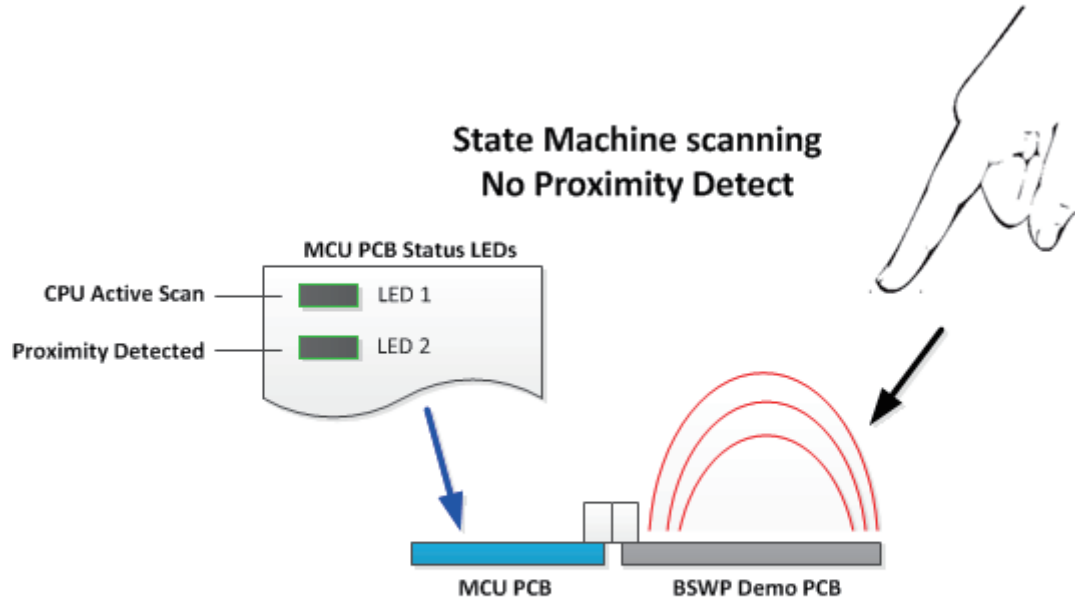 State Machine scanning
No Proximity Detect
MCU PCB Status LEDs
CPU Active Scan
LED 1
Proximity Detected
LED 2
MCU PCB
BSWP Demo PCB